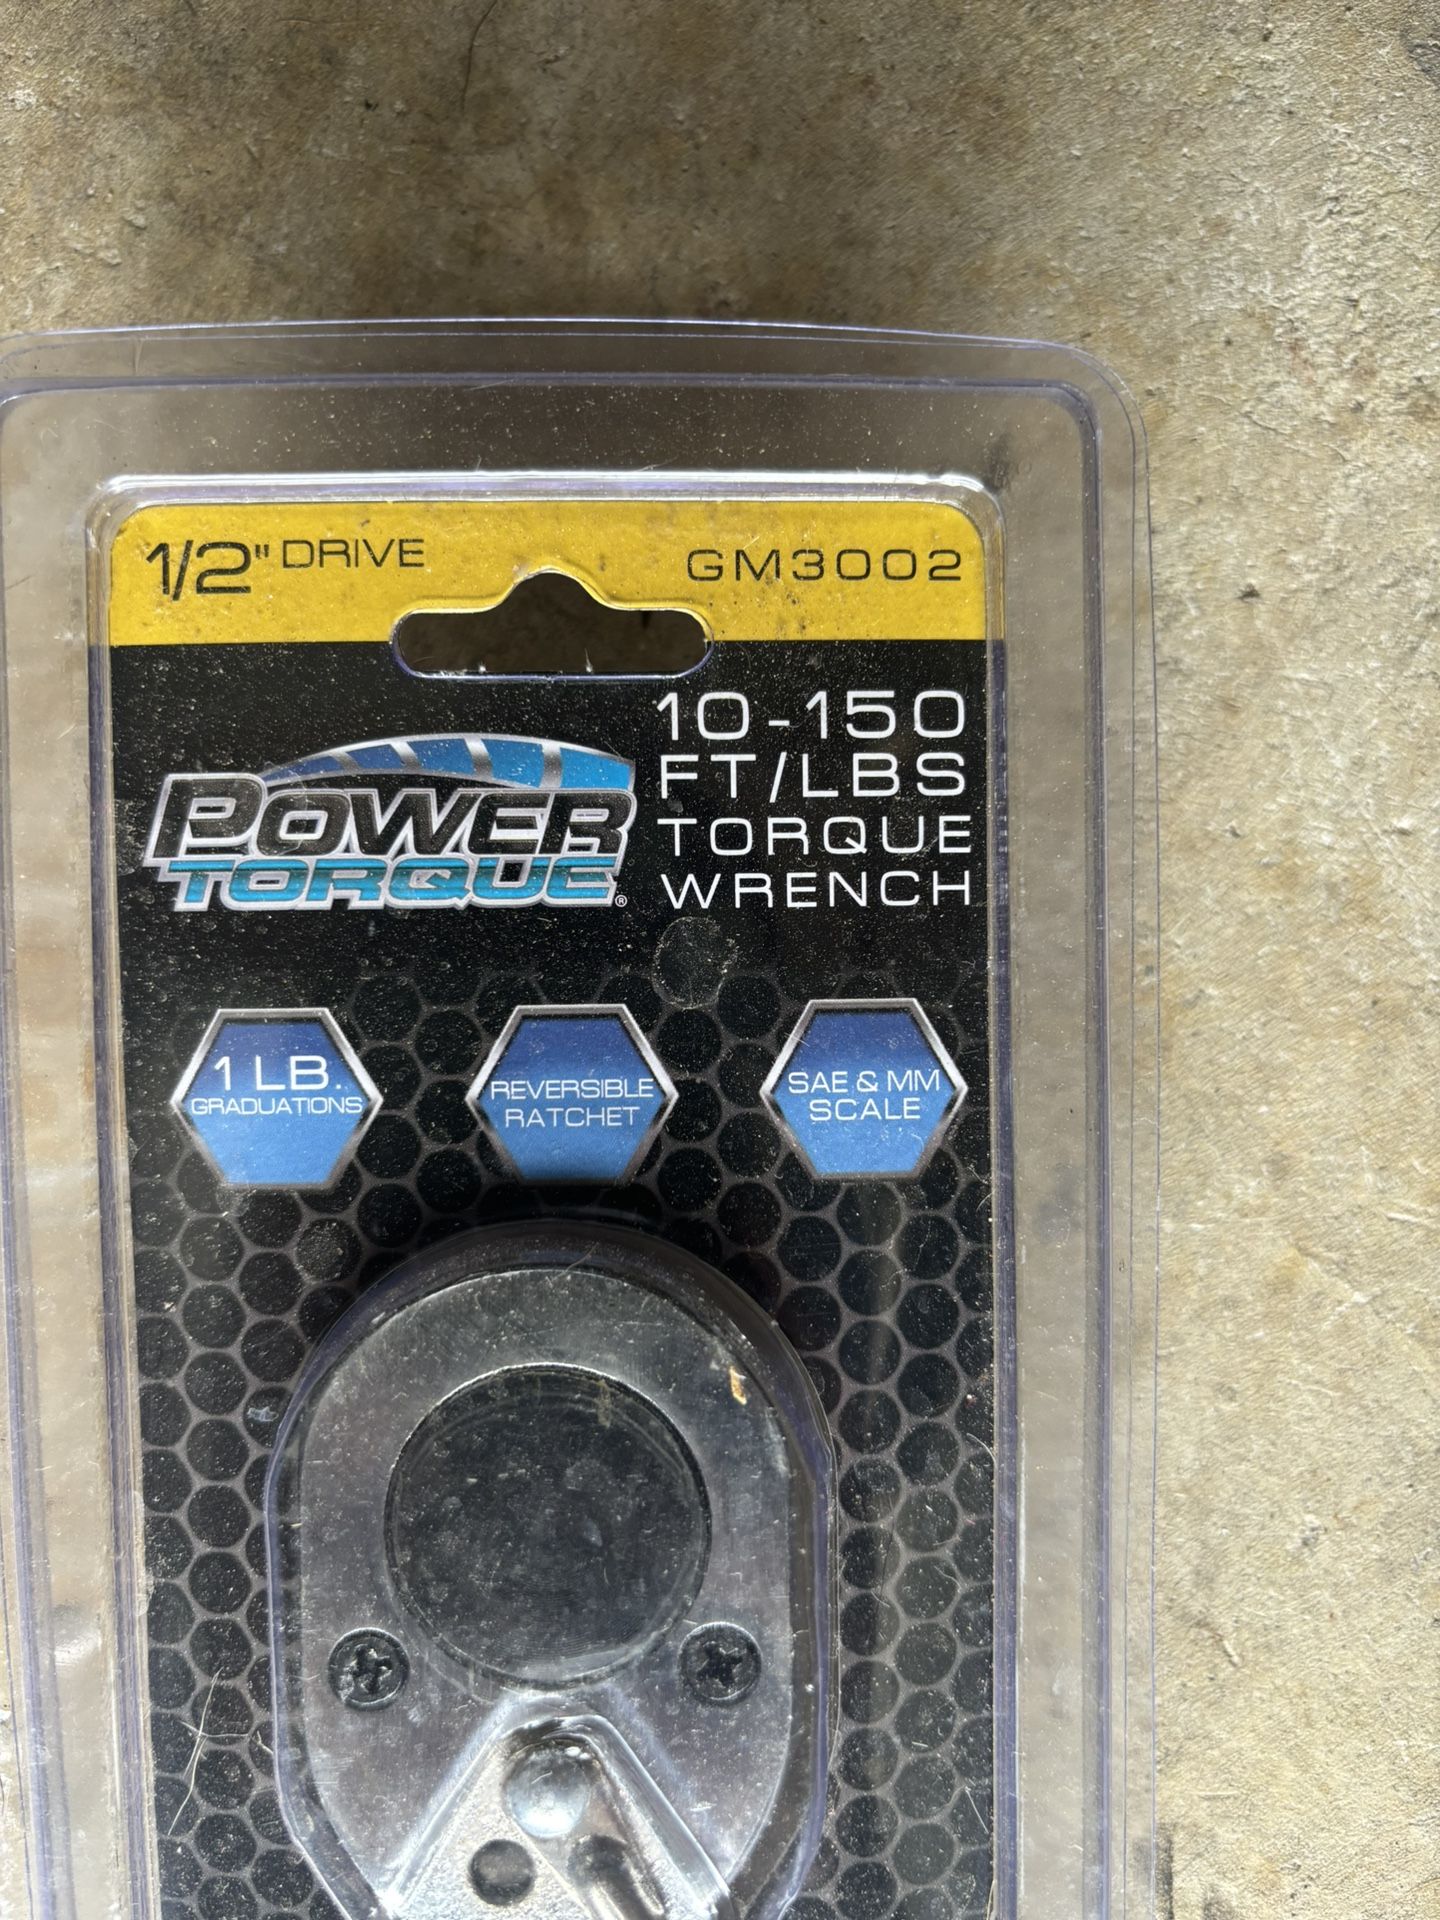 1/2" DRIVE
GM3002
10-150
FT/LBS
TORQUE
WRENCH
POWER
TORQUE®
1 LB.
GRADUATIONS
REVERSIBLE
RATCHET
SAE & MM
SCALE